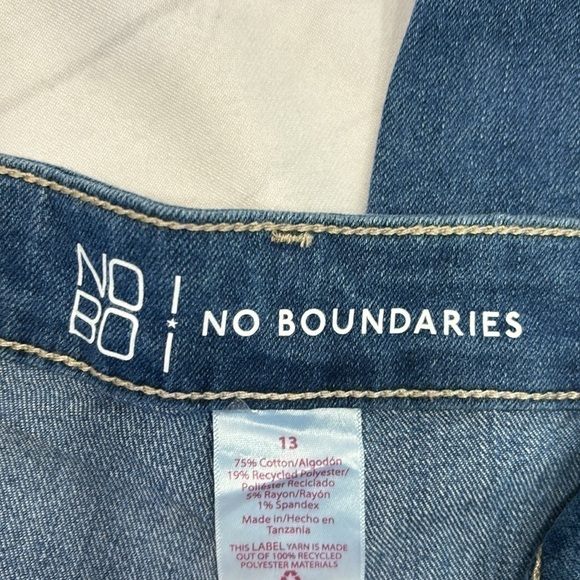 NO
BO
NO BOUNDARIES
13
75% Cotton/Algodón
19% Recycled Polyester/
Poliéster Reciclado
5% Rayon/Rayón
1% Spandex
Made in/Hecho en
Tanzania
THIS LABEL YARN IS MADE
OUT OF 100% RECYCLED
POLYESTER MATERIALS